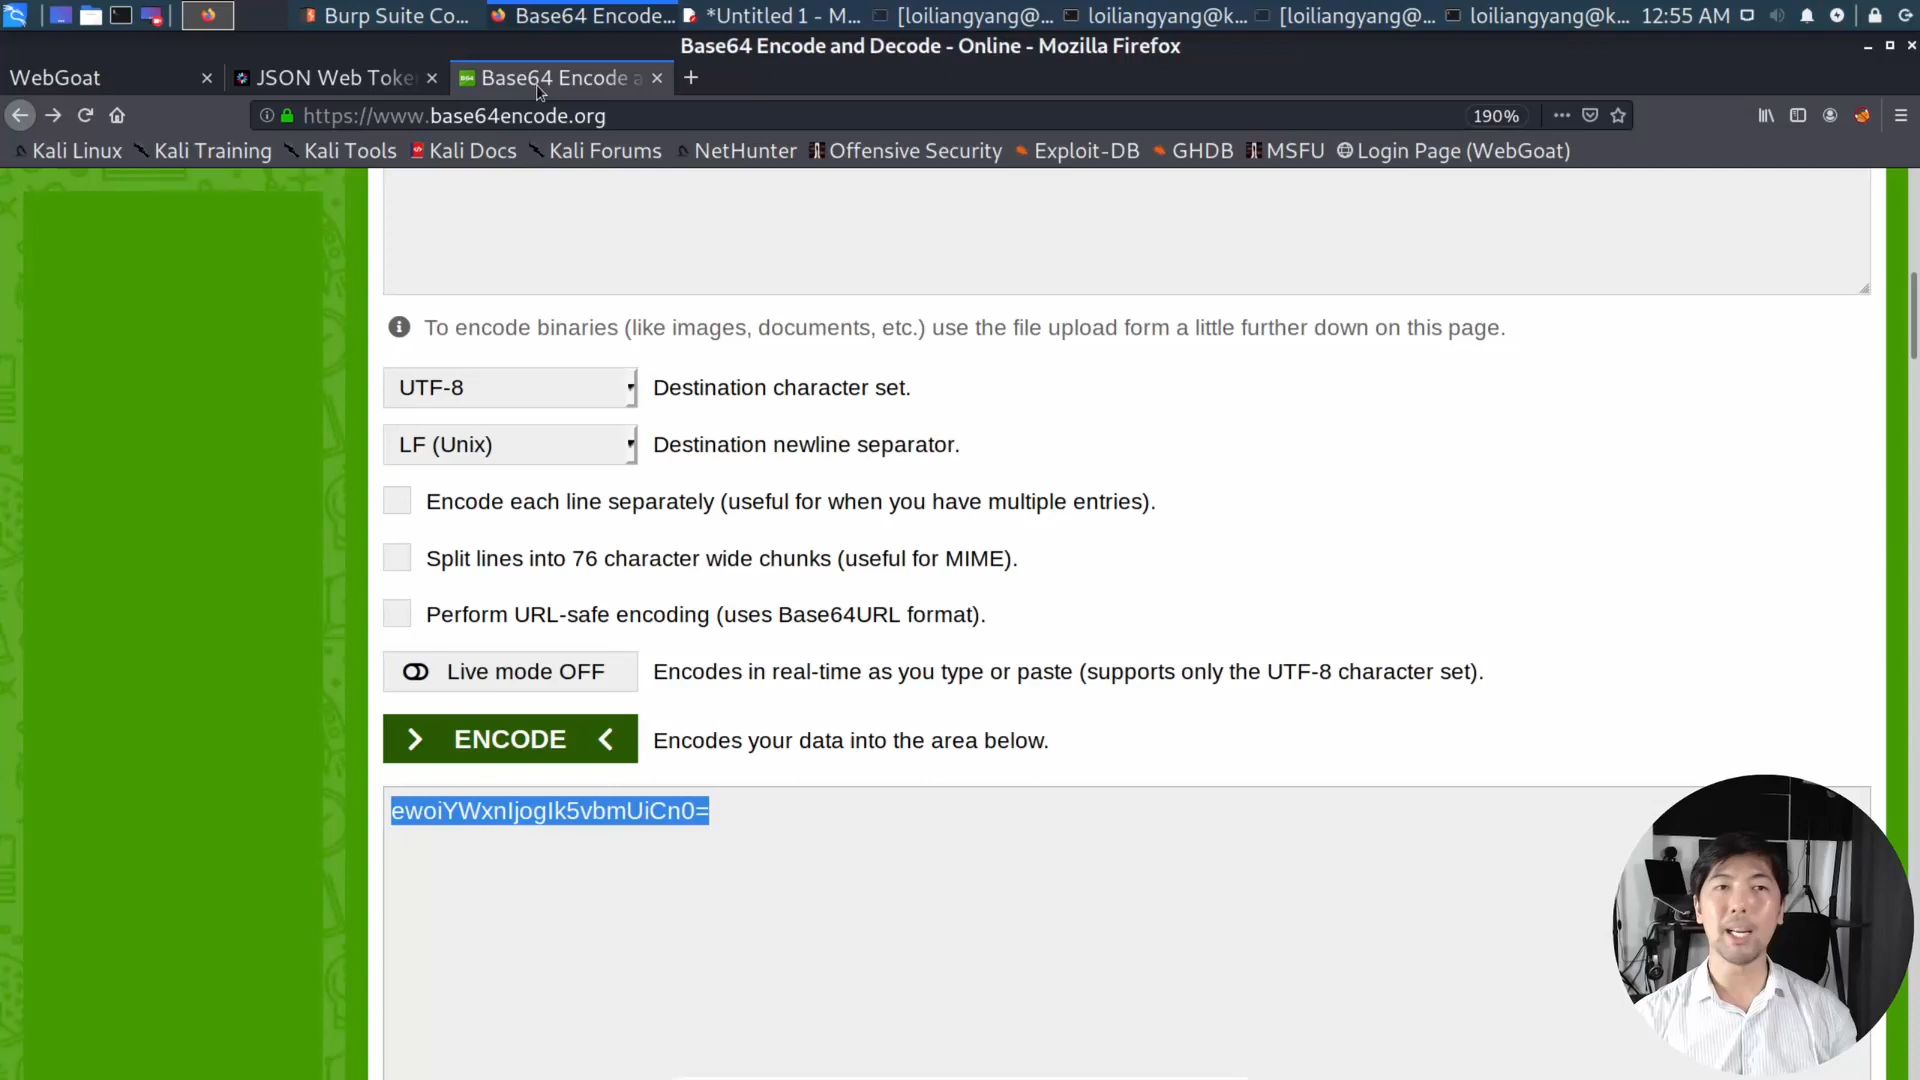 Burp Suite Co...
Base64 Encode...
*Untitled 1 - M...
[loiliangyang@...
loiliangyang@k...
[loiliangyang@...
loiliangyang@k...
12:55 AM
Base64 Encode and Decode - Online - Mozilla Firefox
WebGoat
JSON Web Toke
B64
Base64 Encode a
https://www.base64encode.org
190%
Kali Linux
Kali Training
Kali Tools
Kali Docs
Kali Forums
NetHunter
Offensive Security
Exploit-DB
GHDB
MSFU
Login Page (WebGoat)
To encode binaries (like images, documents, etc.) use the file upload form a little further down on this page.
UTF-8
Destination character set.
LF (Unix)
Destination newline separator.
Encode each line separately (useful for when you have multiple entries).
Split lines into 76 character wide chunks (useful for MIME).
Perform URL-safe encoding (uses Base64URL format).
Live mode OFF
Encodes in real-time as you type or paste (supports only the UTF-8 character set).
> ENCODE <
Encodes your data into the area below.
ewoiYWxnIjogIk5vbmUiCn0=